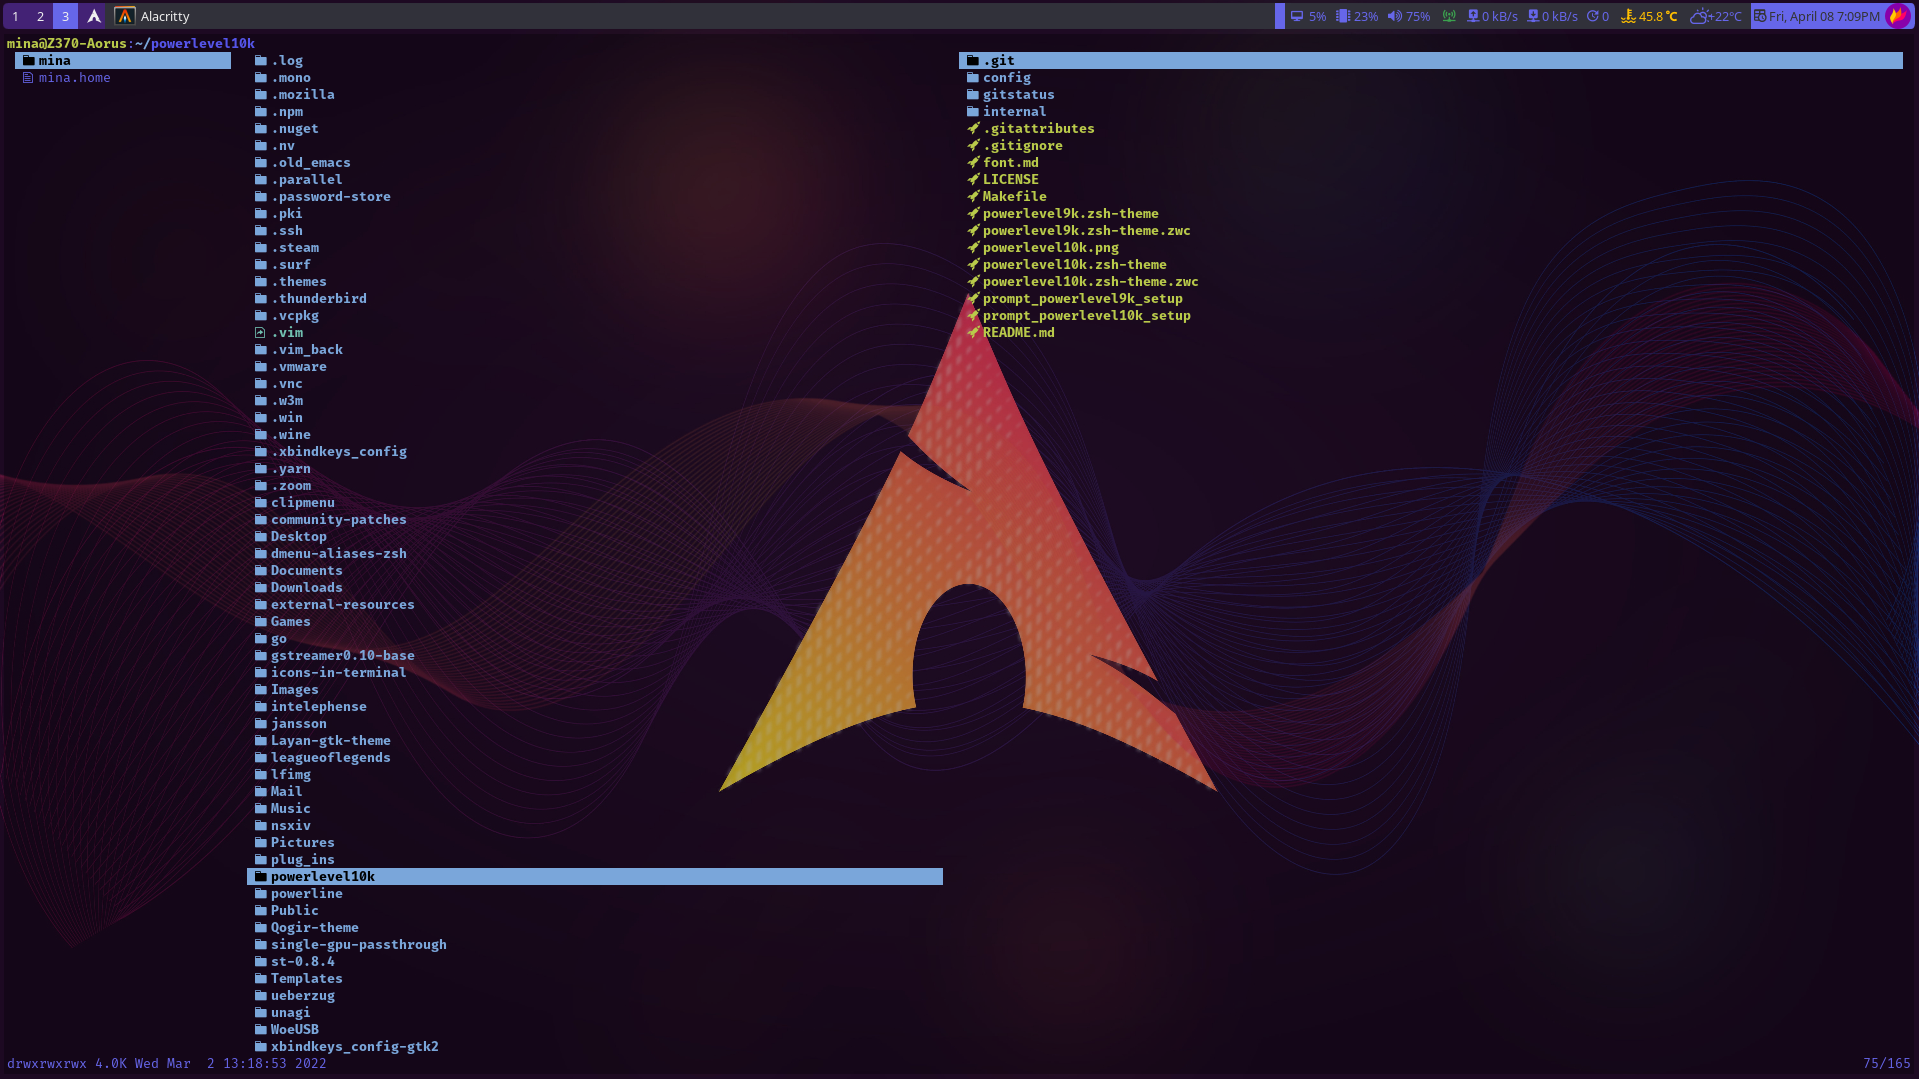 1 2 3 Alacritty 5% 23% 75% 0 kB/s 0 kB/s 0 45.8 °C +22°C Fri, April 08 7:09PM
mina@Z370-Aorus:~/powerlevel10k
mina
mina.home
.log
.mono
.mozilla
.npm
.nuget
.nv
.old_emacs
.parallel
.password-store
.pki
.ssh
.steam
.surf
.themes
.thunderbird
.vcpkg
.vim
.vim_back
.vmware
.vnc
.w3m
.win
.wine
.xbindkeys_config
.yarn
.zoom
clipmenu
community-patches
Desktop
dmenu-aliases-zsh
Documents
Downloads
external-resources
Games
go
gstreamer0.10-base
icons-in-terminal
Images
intelephense
jansson
Layan-gtk-theme
leagueoflegends
lfimg
Mail
Music
nsxiv
Pictures
plug_ins
powerlevel10k
powerline
Public
Qogir-theme
single-gpu-passthrough
st-0.8.4
Templates
ueberzug
unagi
WoeUSB
xbindkeys_config-gtk2
.git
config
gitstatus
internal
.gitattributes
.gitignore
font.md
LICENSE
Makefile
powerlevel9k.zsh-theme
powerlevel9k.zsh-theme.zwc
powerlevel10k.png
powerlevel10k.zsh-theme
powerlevel10k.zsh-theme.zwc
prompt_powerlevel9k_setup
prompt_powerlevel10k_setup
README.md
drwxrwxrwx 4.0K Wed Mar  2 13:18:53 2022 75/165